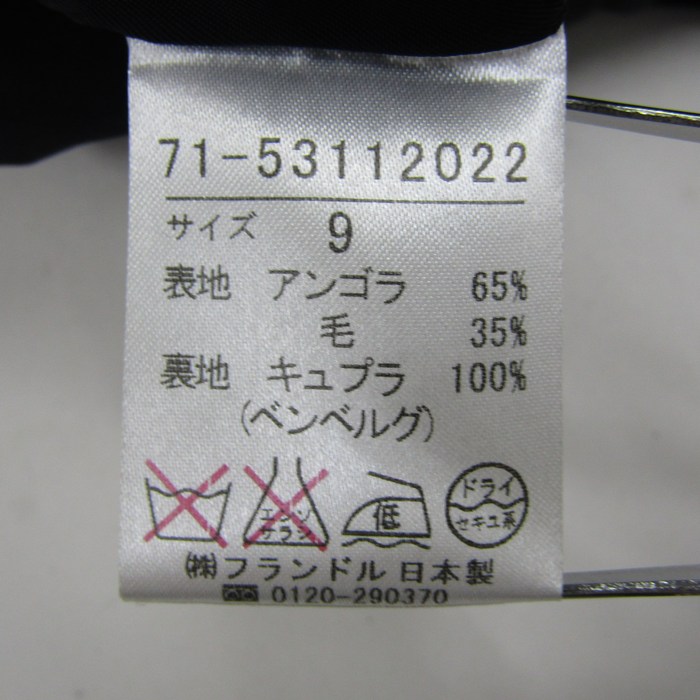 71-53112022
サイズ 9
表地 アンゴラ 65%
毛 35%
裏地 キュプラ 100%
(ベンベルグ)
エンソ
サラシ
低
ドライ
セキユ系
㈱フランドル 日本製
0120-290370